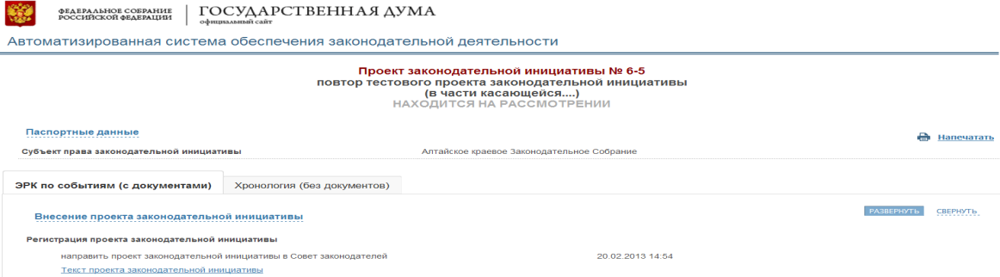 ФЕДЕРАЛЬНОЕ СОБРАНИЕ
РОССИЙСКОЙ ФЕДЕРАЦИИ
ГОСУДАРСТВЕННАЯ ДУМА
официальный сайт
Автоматизированная система обеспечения законодательной деятельности
Проект законодательной инициативы № 6-5
повтор тестового проекта законодательной инициативы
(в части касающейся....)
НАХОДИТСЯ НА РАССМОТРЕНИИ
Паспортные данные
Напечатать
Субъект права законодательной инициативы Алтайское краевое Законодательное Собрание
ЭРК по событиям (с документами) Хронология (без документов)
Внесение проекта законодательной инициативы РАЗВЕРНУТЬ СВЕРНУТЬ
Регистрация проекта законодательной инициативы
направить проект законодательной инициативы в Совет законодателей 20.02.2013 14:54
Текст проекта законодательной инициативы